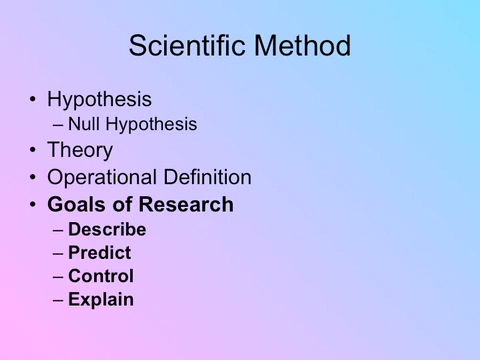 Scientific Method
• Hypothesis
– Null Hypothesis
• Theory
• Operational Definition
• Goals of Research
– Describe
– Predict
– Control
– Explain